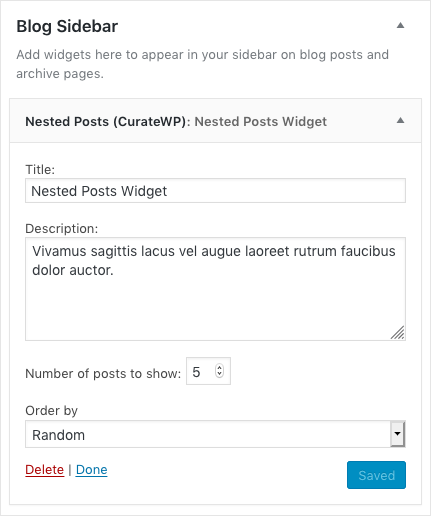 Blog Sidebar
Add widgets here to appear in your sidebar on blog posts and
archive pages.
Nested Posts (CurateWP): Nested Posts Widget
Title:
Nested Posts Widget
Description:
Vivamus sagittis lacus vel augue laoreet rutrum faucibus
dolor auctor.
Number of posts to show: 5
Order by
Random
Delete | Done
Saved